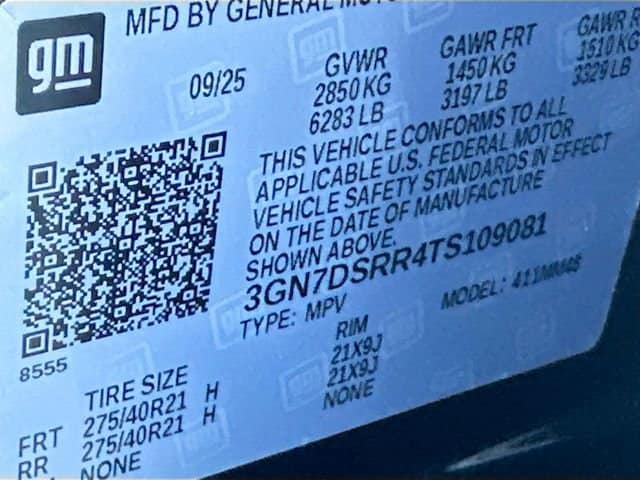 gm
MFD BY GENERAL
09/25
GVWR GAWR FRT GAWR
2850 KG 1450 KG 1510 KG
6283 LB 3197 LB 3329 LB
THIS VEHICLE CONFORMS TO ALL
APPLICABLE U.S. FEDERAL MOTOR
VEHICLE SAFETY STANDARDS IN EFFECT
ON THE DATE OF MANUFACTURE
SHOWN ABOVE.
3GN7DSRR4TS109081
TYPE: MPV MODEL:
8555
TIRE SIZE RIM
FRT 275/40R21 H 21X9J
RR 275/40R21 H 21X9J
NONE NONE